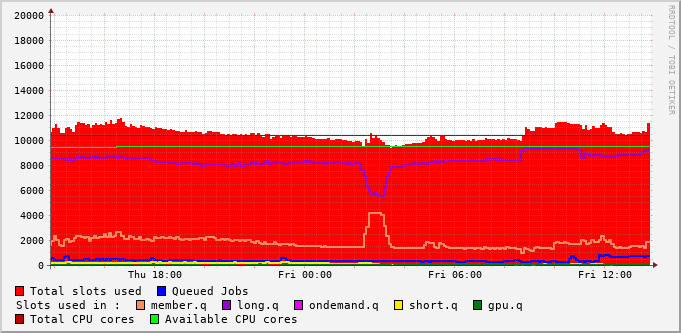 RRDTOOL / TOBI OETIKER
20000
18000
16000
14000
12000
10000
8000
6000
4000
2000
0
Thu 18:00 Fri 00:00 Fri 06:00 Fri 12:00
Total slots used Queued Jobs
Slots used in : member.q long.q ondemand.q short.q gpu.q
Total CPU cores Available CPU cores